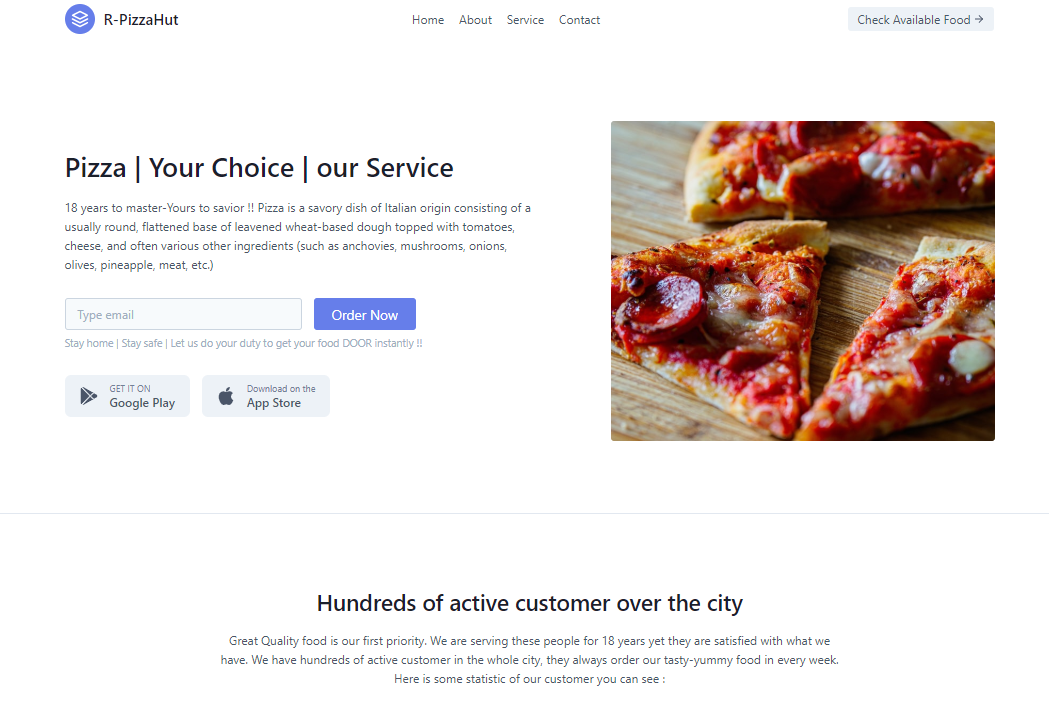 R-PizzaHut
Home About Service Contact
Check Available Food →
Pizza | Your Choice | our Service
18 years to master-Yours to savior !! Pizza is a savory dish of Italian origin consisting of a
usually round, flattened base of leavened wheat-based dough topped with tomatoes,
cheese, and often various other ingredients (such as anchovies, mushrooms, onions,
olives, pineapple, meat, etc.)
Type email
Order Now
Stay home | Stay safe | Let us do your duty to get your food DOOR instantly !!
GET IT ON
Google Play
Download on the
App Store
Hundreds of active customer over the city
Great Quality food is our first priority. We are serving these people for 18 years yet they are satisfied with what we
have. We have hundreds of active customer in the whole city, they always order our tasty-yummy food in every week.
Here is some statistic of our customer you can see :